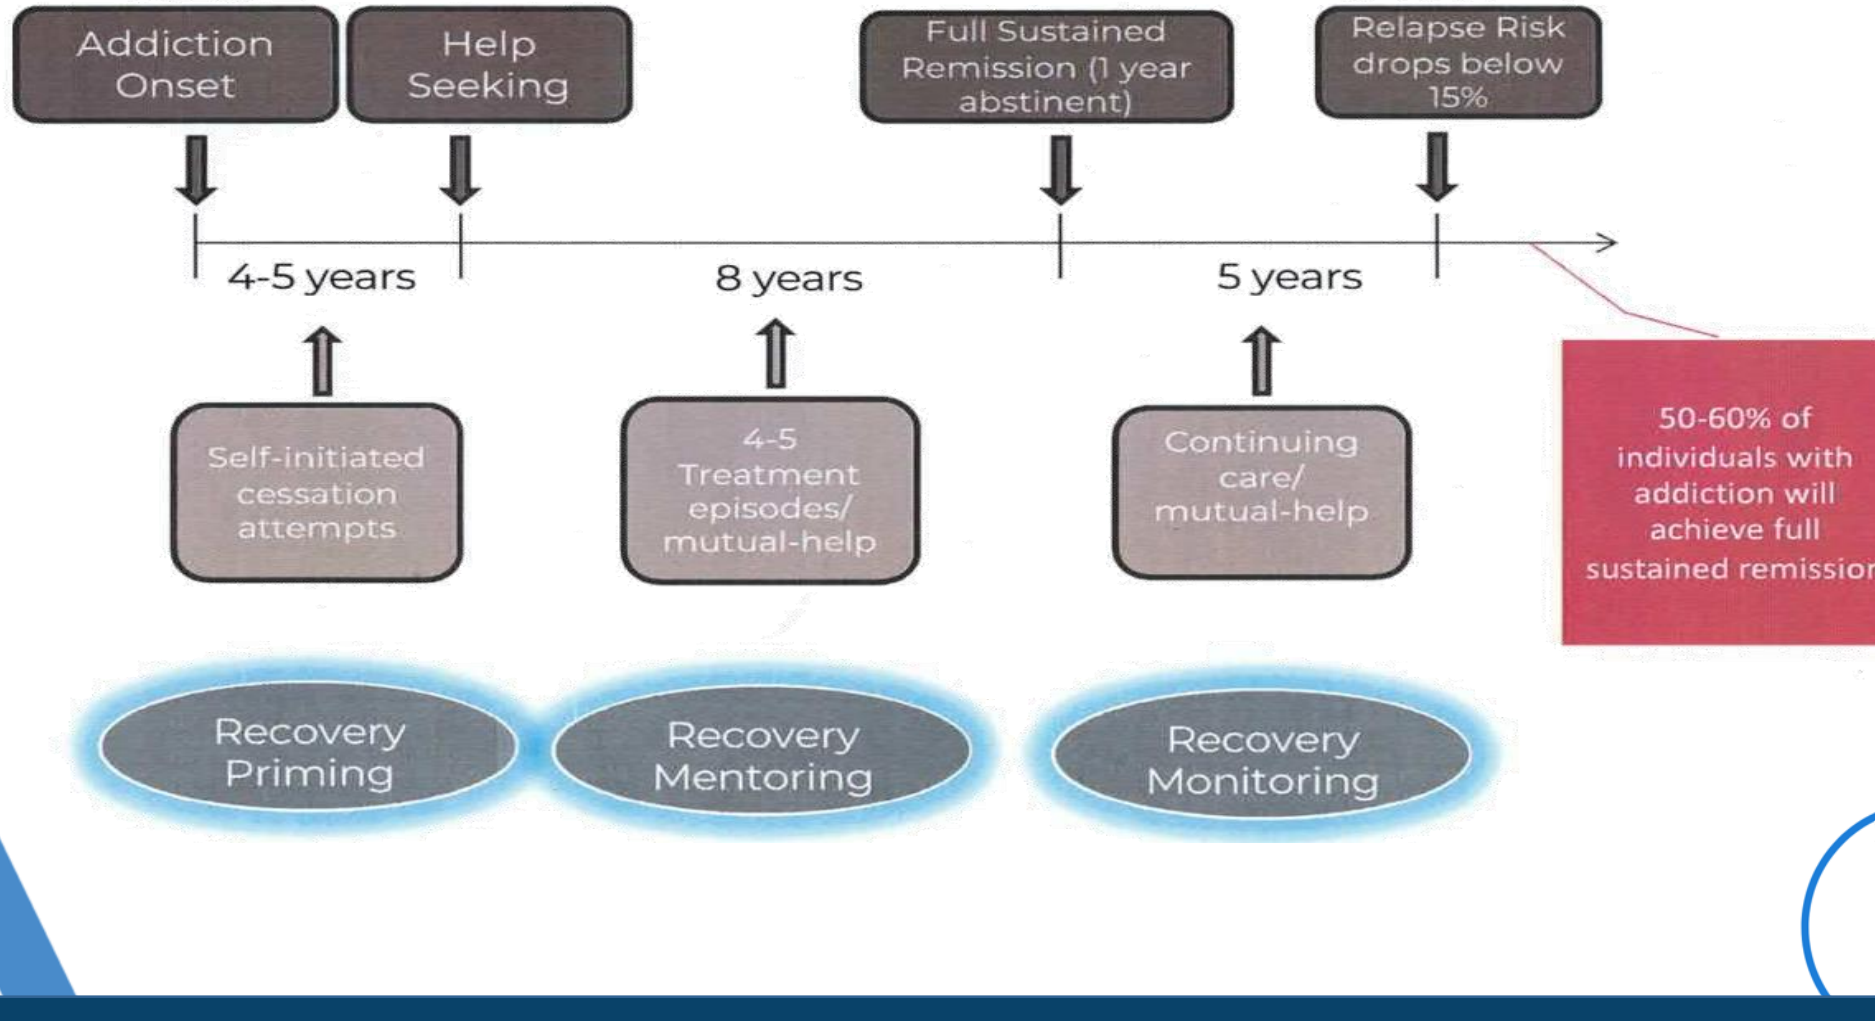 Addiction
Onset
Help
Seeking
Full Sustained
Remission (1 year
abstinent)
Relapse Risk
drops below
15%
4-5 years
8 years
5 years
Self-initiated
cessation
attempts
4-5
Treatment
episodes/
mutual-help
Continuing
care/
mutual-help
50-60% of
individuals with
addiction will
achieve full
sustained remission
Recovery
Priming
Recovery
Mentoring
Recovery
Monitoring